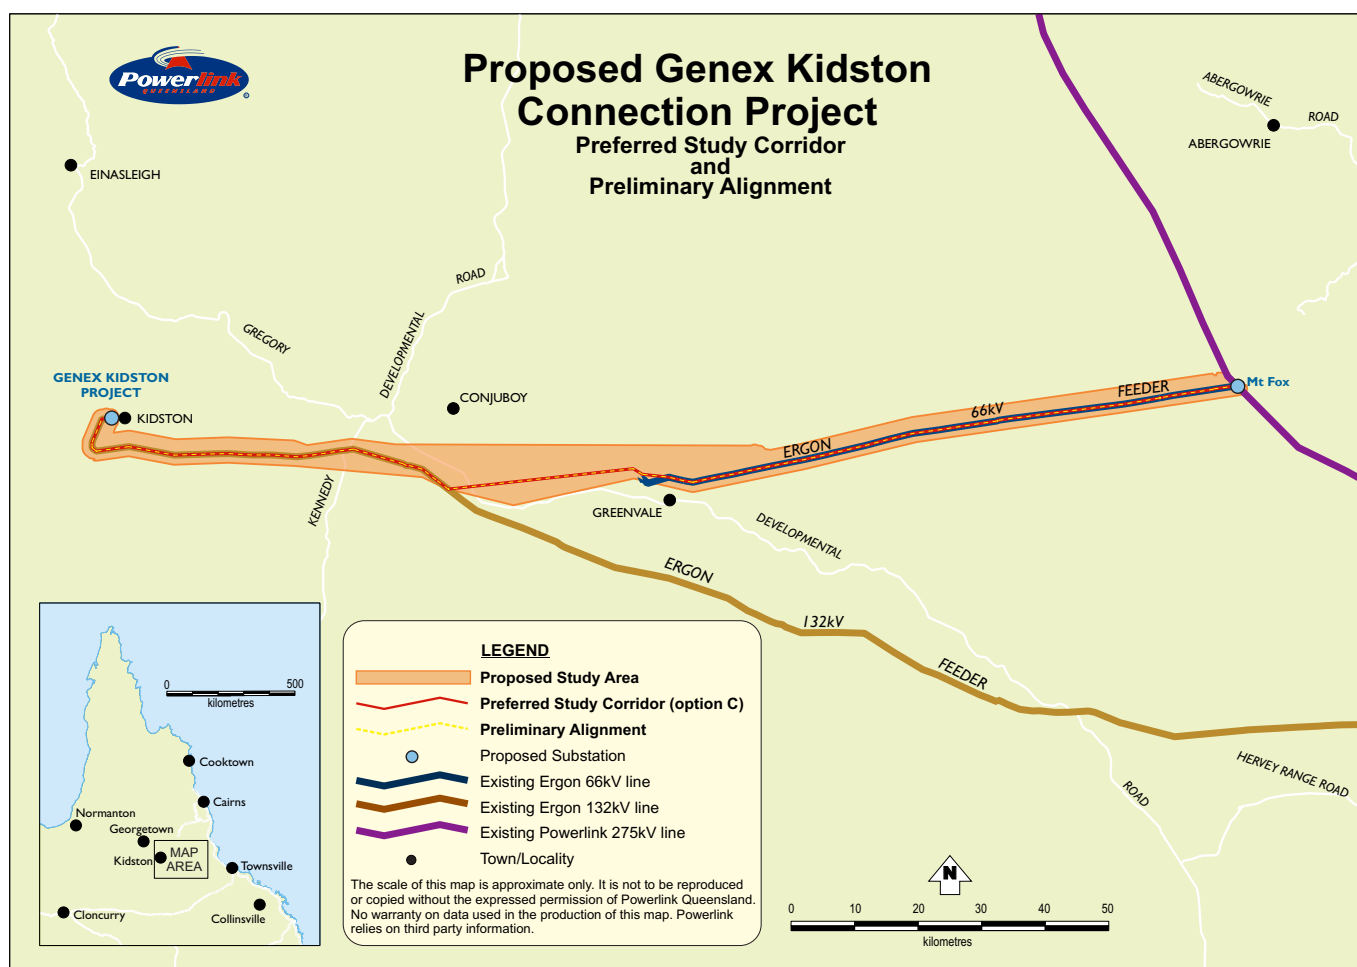 Powerlink
QUEENSLAND
Proposed Genex Kidston
Connection Project
Preferred Study Corridor
and
Preliminary Alignment
ABERGOWRIE
ROAD
ABERGOWRIE
EINASLEIGH
ROAD
GREGORY
DEVELOPMENTAL
GENEX KIDSTON
PROJECT
KIDSTON
CONJUBOY
Mt Fox
FEEDER
66kV
ERGON
KENNEDY
GREENVALE
DEVELOPMENTAL
ERGON
132kV
FEEDER
ROAD
HERVEY RANGE ROAD
0 500
kilometres
Cooktown
Cairns
Normanton
Georgetown
Kidston
MAP
AREA
Townsville
Cloncurry
Collinsville
LEGEND
Proposed Study Area
Preferred Study Corridor (option C)
Preliminary Alignment
Proposed Substation
Existing Ergon 66kV line
Existing Ergon 132kV line
Existing Powerlink 275kV line
Town/Locality
The scale of this map is approximate only. It is not to be reproduced
or copied without the expressed permission of Powerlink Queensland.
No warranty on data used in the production of this map. Powerlink
relies on third party information.
N
0 10 20 30 40 50
kilometres